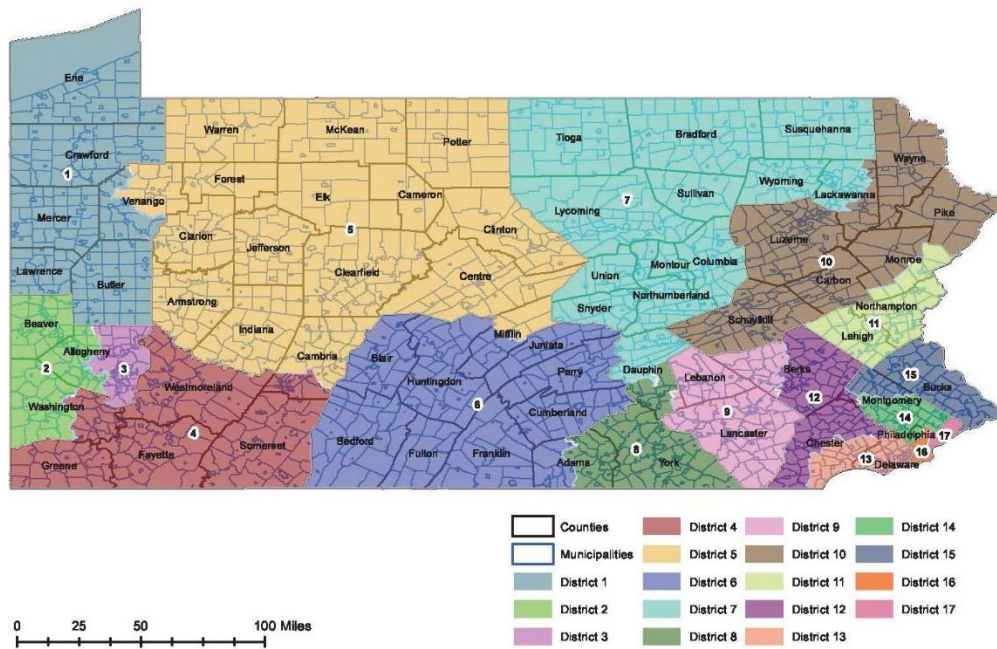 Erie
Warren
McKean
Potter
Tioga
Bradford
Susquehanna
Wayne
Crawford
1
Forest
Elk
Cameron
Venango
Sullivan
Wyoming
Lackawanna
Lycoming
7
Pike
Mercer
Clarion
Jefferson
5
Clinton
Luzerne
10
Monroe
Lawrence
Clearfield
Centre
Union
Montour
Columbia
Carbon
Butler
Armstrong
Snyder
Northumberland
Northampton
Beaver
Indiana
Mifflin
Schuylkill
11
Lehigh
Allegheny
Cambria
Blair
Juniata
2
3
Westmoreland
Huntingdon
Perry
Dauphin
Lebanon
Berks
15
Bucks
Washington
6
Cumberland
12
Montgomery
4
9
14
Lancaster
Philadelphia
17
Greene
Fayette
Somerset
Bedford
Fulton
Franklin
Adams
8
York
Chester
13
16
Delaware
Counties
District 4
District 9
District 14
Municipalities
District 5
District 10
District 15
District 1
District 6
District 11
District 16
District 2
District 7
District 12
District 17
District 3
District 8
District 13
0 25 50 100 Miles